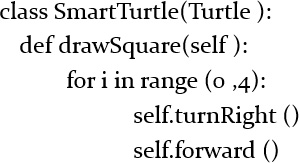 class SmartTurtle(Turtle ):
def drawSquare(self ):
for i in range (0 ,4):
self.turnRight ()
self.forward ()